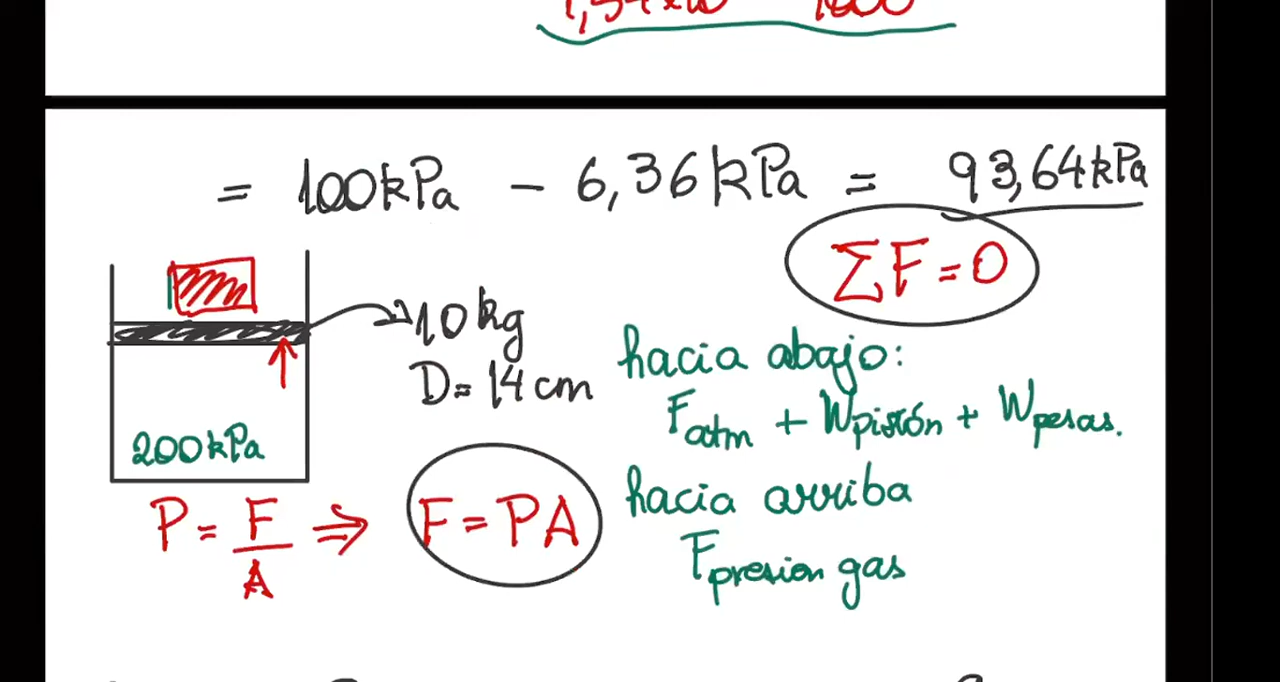 = 100kPa - 6,36kPa = 93,64kPa
ΣF=0
10kg
D=14cm
200kPa
P=F/A ⇒ F=PA
hacia abajo:
Fatm + Wpistón + Wpesas.
hacia arriba
Fpresion gas